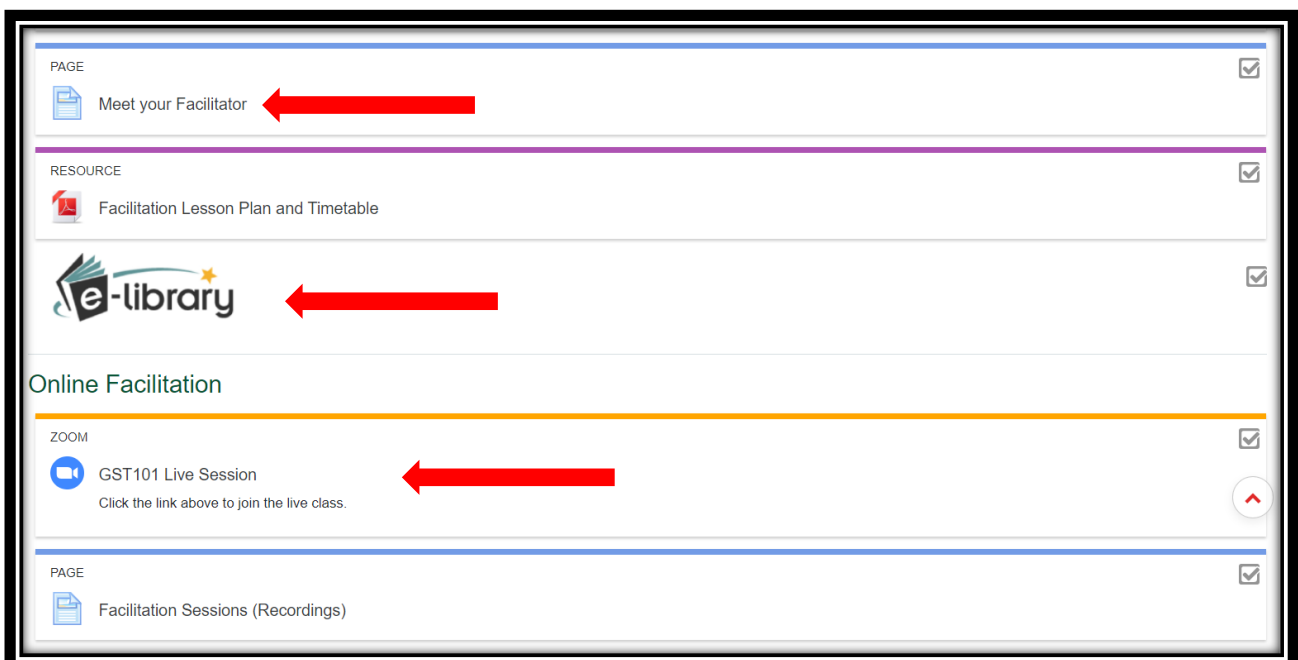 PAGE
Meet your Facilitator
RESOURCE
Facilitation Lesson Plan and Timetable
e-library
Online Facilitation
ZOOM
GST101 Live Session
Click the link above to join the live class.
PAGE
Facilitation Sessions (Recordings)